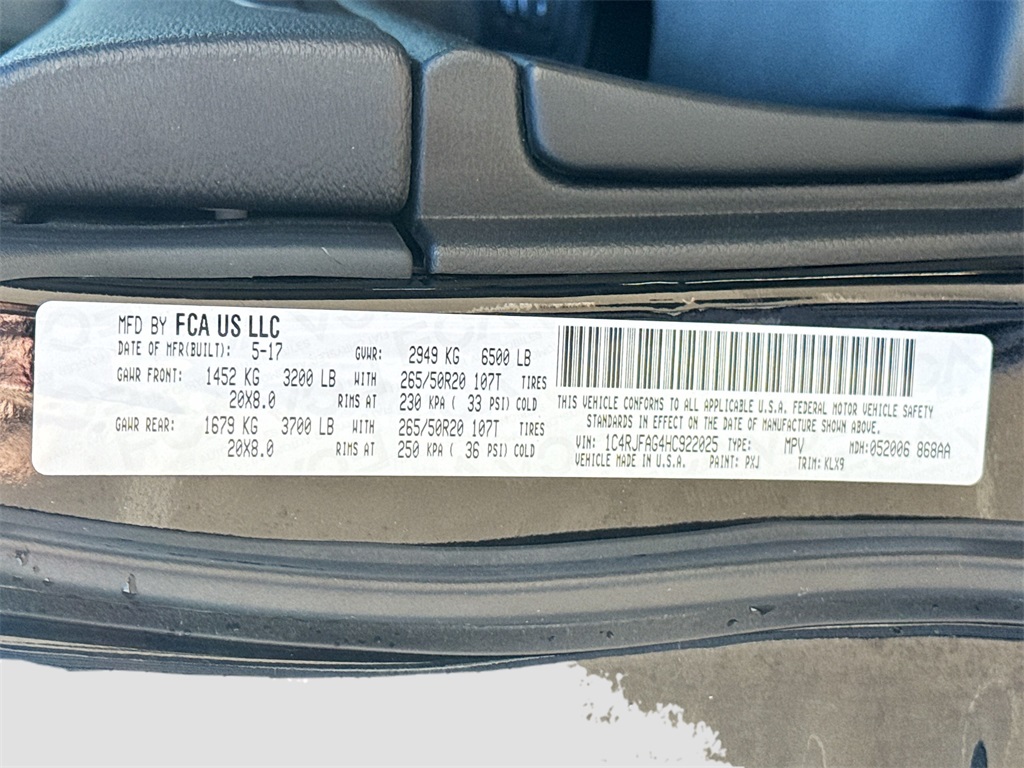 MFD BY FCA US LLC
DATE OF MFR(BUILT): 5-17 GVWR: 2949 KG 6500 LB
GAWR FRONT: 1452 KG 3200 LB WITH 265/50R20 107T TIRES
20X8.0 RIMS AT 230 KPA ( 33 PSI) COLD
GAWR REAR: 1679 KG 3700 LB WITH 265/50R20 107T TIRES
20X8.0 RIMS AT 250 KPA ( 36 PSI) COLD
THIS VEHICLE CONFORMS TO ALL APPLICABLE U.S.A. FEDERAL MOTOR VEHICLE SAFETY
STANDARDS IN EFFECT ON THE DATE OF MANUFACTURE SHOWN ABOVE.
VIN: 1C4RJFAG4HC922025 TYPE: MPV MDH:052006 868AA
VEHICLE MADE IN U.S.A. PAINT: PXJ TRIM: KLX9